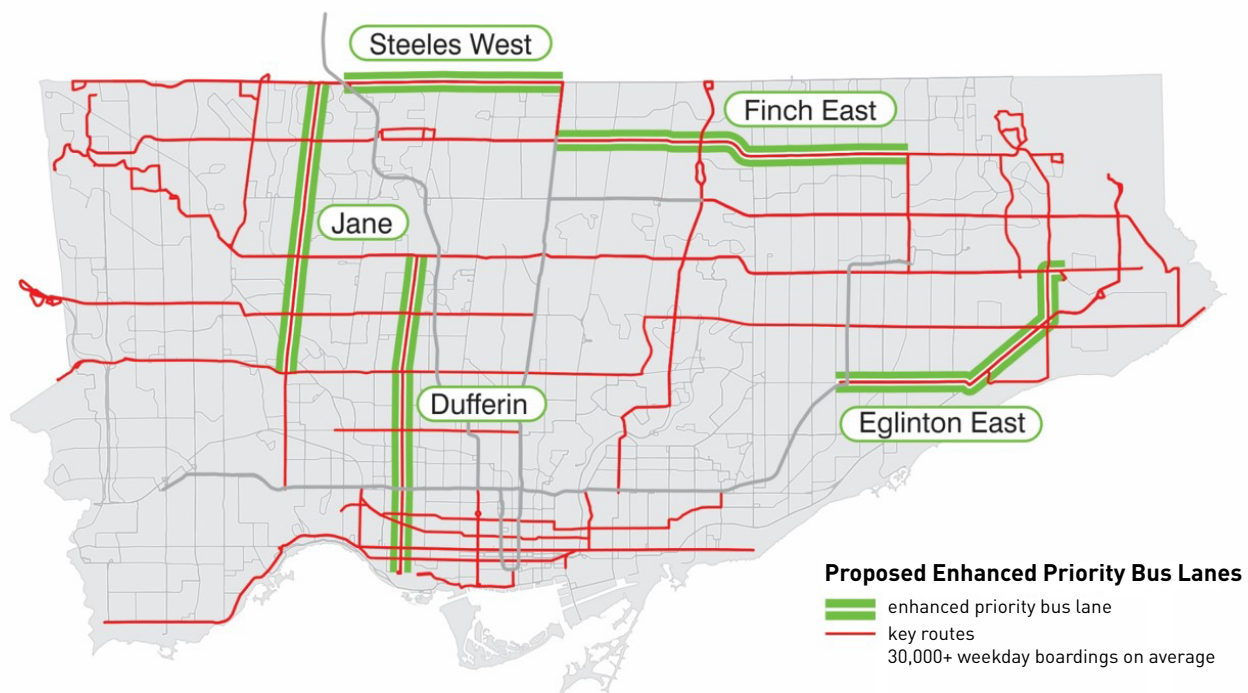 Steeles West
Finch East
Jane
Dufferin
Eglinton East
Proposed Enhanced Priority Bus Lanes
enhanced priority bus lane
key routes
30,000+ weekday boardings on average